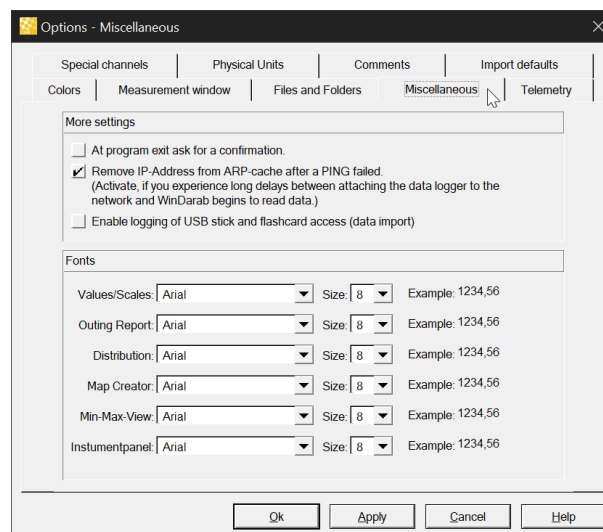 Options - Miscellaneous
Special channels Physical Units Comments Import defaults
Colors Measurement window Files and Folders Miscellaneous Telemetry
More settings
At program exit ask for a confirmation.
Remove IP-Address from ARP-cache after a PING failed.
(Activate, if you experience long delays between attaching the data logger to the
network and WinDarab begins to read data.)
Enable logging of USB stick and flashcard access (data import)
Fonts
Values/Scales: Arial Size: 8 Example: 1234,56
Outing Report: Arial Size: 8 Example: 1234,56
Distribution: Arial Size: 8 Example: 1234,56
Map Creator: Arial Size: 8 Example: 1234,56
Min-Max-View: Arial Size: 8 Example: 1234,56
Instumentpanel: Arial Size: 8 Example: 1234,56
Ok Apply Cancel Help